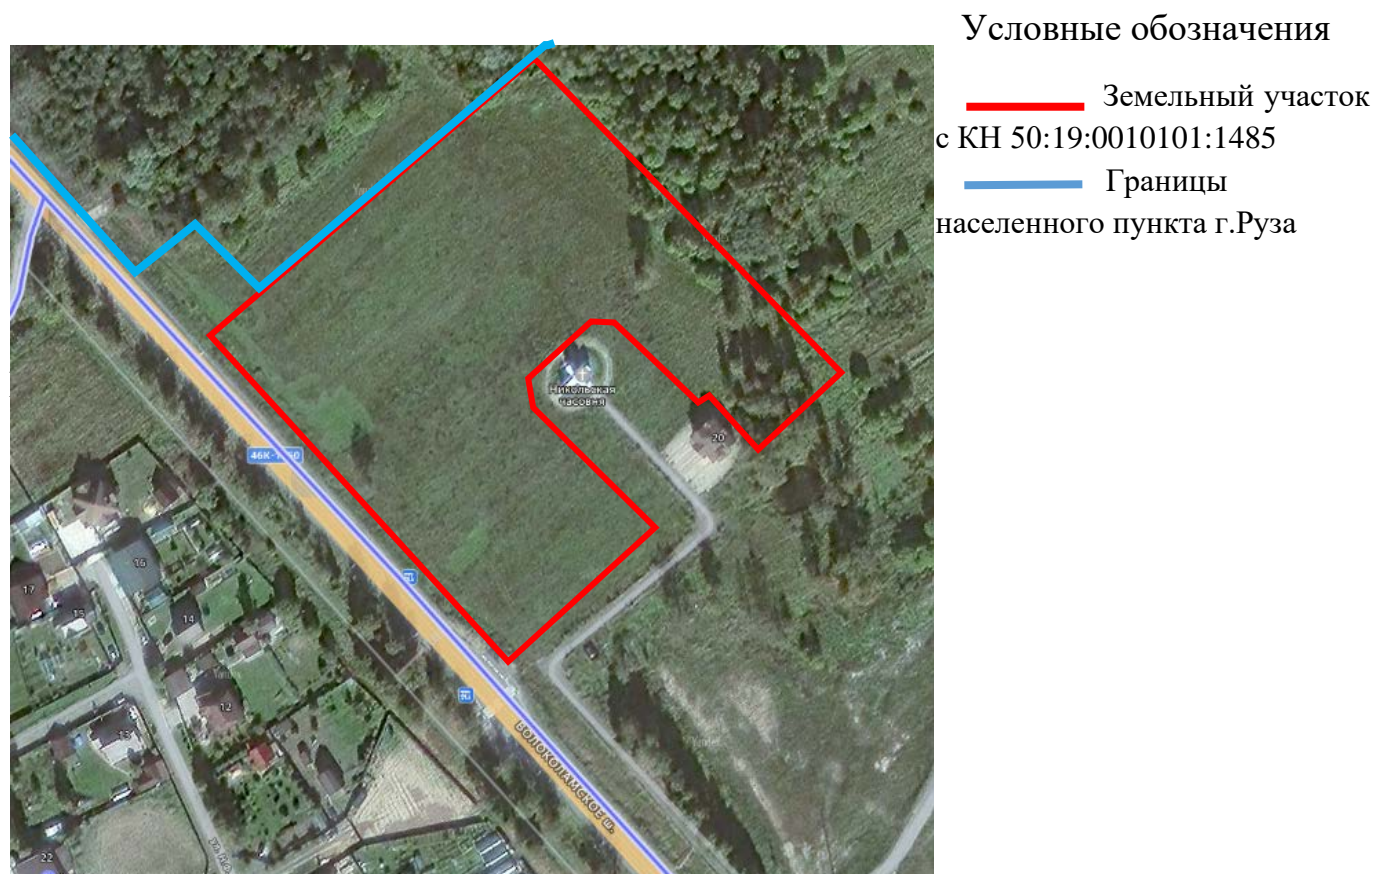 Условные обозначения
Земельный участок
с КН 50:19:0010101:1485
Границы
населенного пункта г.Руза
Никольская
часовня
20
16
17
15
14
12
13
ВОЛОКОЛАМСКОЕ ш.
22